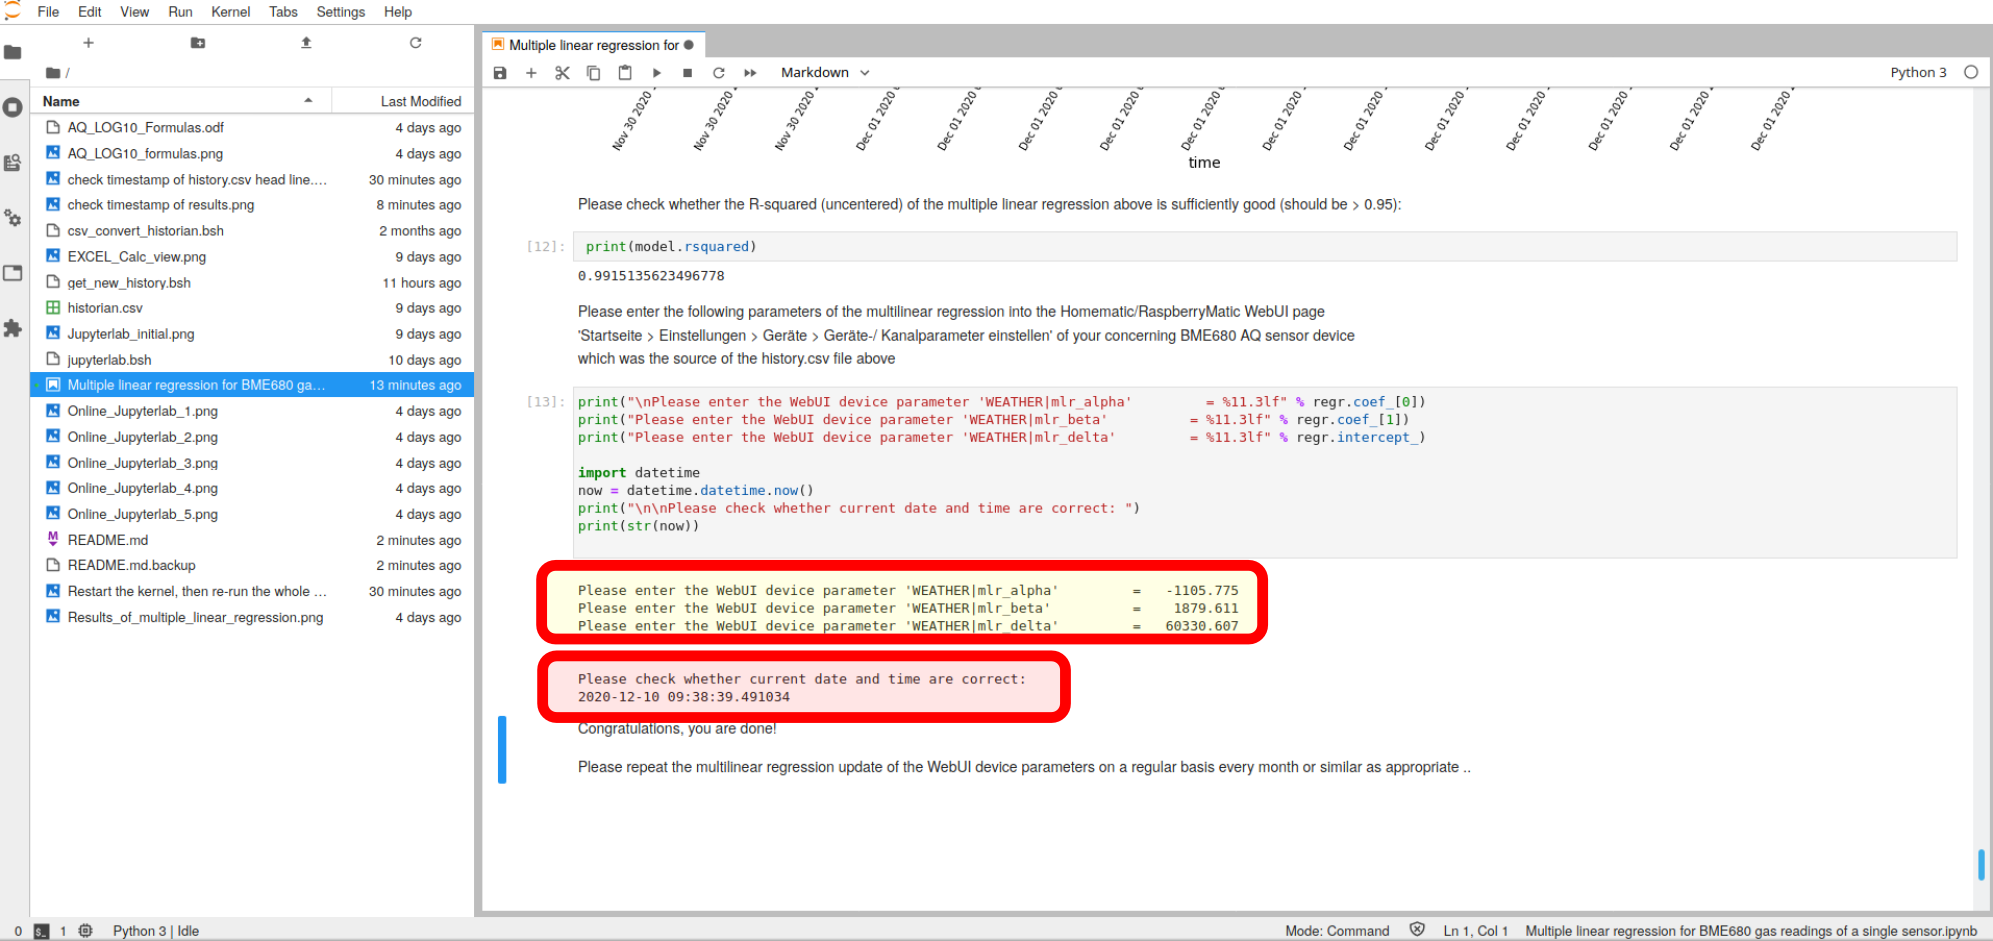 File Edit View Run Kernel Tabs Settings Help
/
Name Last Modified
AQ_LOG10_Formulas.odf 4 days ago
AQ_LOG10_formulas.png 4 days ago
check timestamp of history.csv head line.... 30 minutes ago
check timestamp of results.png 8 minutes ago
csv_convert_historian.bsh 2 months ago
EXCEL_Calc_view.png 9 days ago
get_new_history.bsh 11 hours ago
historian.csv 9 days ago
Jupyterlab_initial.png 9 days ago
jupyterlab.bsh 10 days ago
Multiple linear regression for BME680 ga... 13 minutes ago
Online_Jupyterlab_1.png 4 days ago
Online_Jupyterlab_2.png 4 days ago
Online_Jupyterlab_3.png 4 days ago
Online_Jupyterlab_4.png 4 days ago
Online_Jupyterlab_5.png 4 days ago
README.md 2 minutes ago
README.md.backup 2 minutes ago
Restart the kernel, then re-run the whole ... 30 minutes ago
Results_of_multiple_linear_regression.png 4 days ago
Multiple linear regression for
Markdown
Python 3
Nov 30 2020 Nov 30 2020 Nov 30 2020 Dec 01 2020 Dec 01 2020 Dec 01 2020 Dec 01 2020 Dec 01 2020 Dec 01 2020 Dec 01 2020 Dec 01 2020 Dec 01 2020 Dec 01 2020 Dec 01 2020 Dec 01 2020
time
Please check whether the R-squared (uncentered) of the multiple linear regression above is sufficiently good (should be > 0.95):
[12]: print(model.rsquared)
0.9915135623496778
Please enter the following parameters of the multilinear regression into the Homematic/RaspberryMatic WebUI page
'Startseite > Einstellungen > Geräte > Geräte-/ Kanalparameter einstellen' of your concerning BME680 AQ sensor device
which was the source of the history.csv file above
[13]: print("\nPlease enter the WebUI device parameter 'WEATHER|mlr_alpha' = %11.3lf" % regr.coef_[0])
print("Please enter the WebUI device parameter 'WEATHER|mlr_beta' = %11.3lf" % regr.coef_[1])
print("Please enter the WebUI device parameter 'WEATHER|mlr_delta' = %11.3lf" % regr.intercept_)
import datetime
now = datetime.datetime.now()
print("\n\nPlease check whether current date and time are correct: ")
print(str(now))
Please enter the WebUI device parameter 'WEATHER|mlr_alpha' = -1105.775
Please enter the WebUI device parameter 'WEATHER|mlr_beta' = 1879.611
Please enter the WebUI device parameter 'WEATHER|mlr_delta' = 60330.607
Please check whether current date and time are correct:
2020-12-10 09:38:39.491034
Congratulations, you are done!
Please repeat the multilinear regression update of the WebUI device parameters on a regular basis every month or similar as appropriate ..
0 $_ 1 Python 3 | Idle Mode: Command Ln 1, Col 1 Multiple linear regression for BME680 gas readings of a single sensor.ipynb